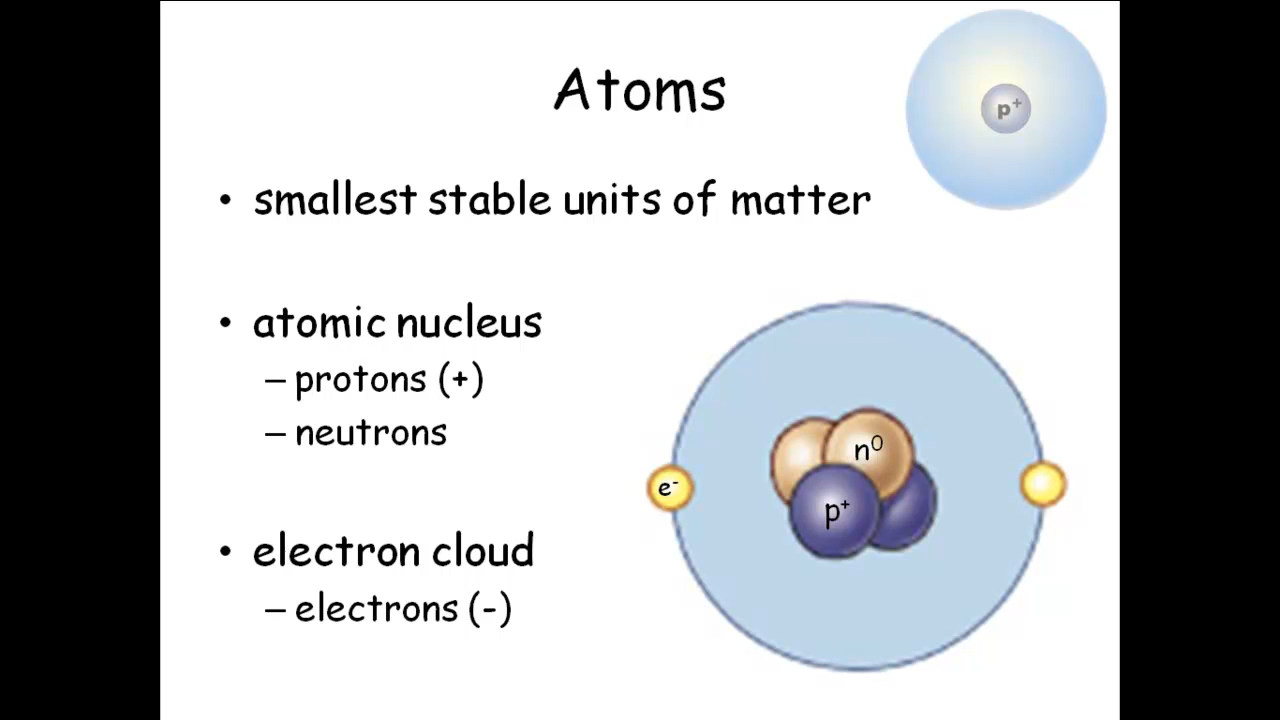 Atoms
p⁺
• smallest stable units of matter
• atomic nucleus
– protons (+)
– neutrons
• electron cloud
– electrons (-)
n⁰
e⁻
p⁺